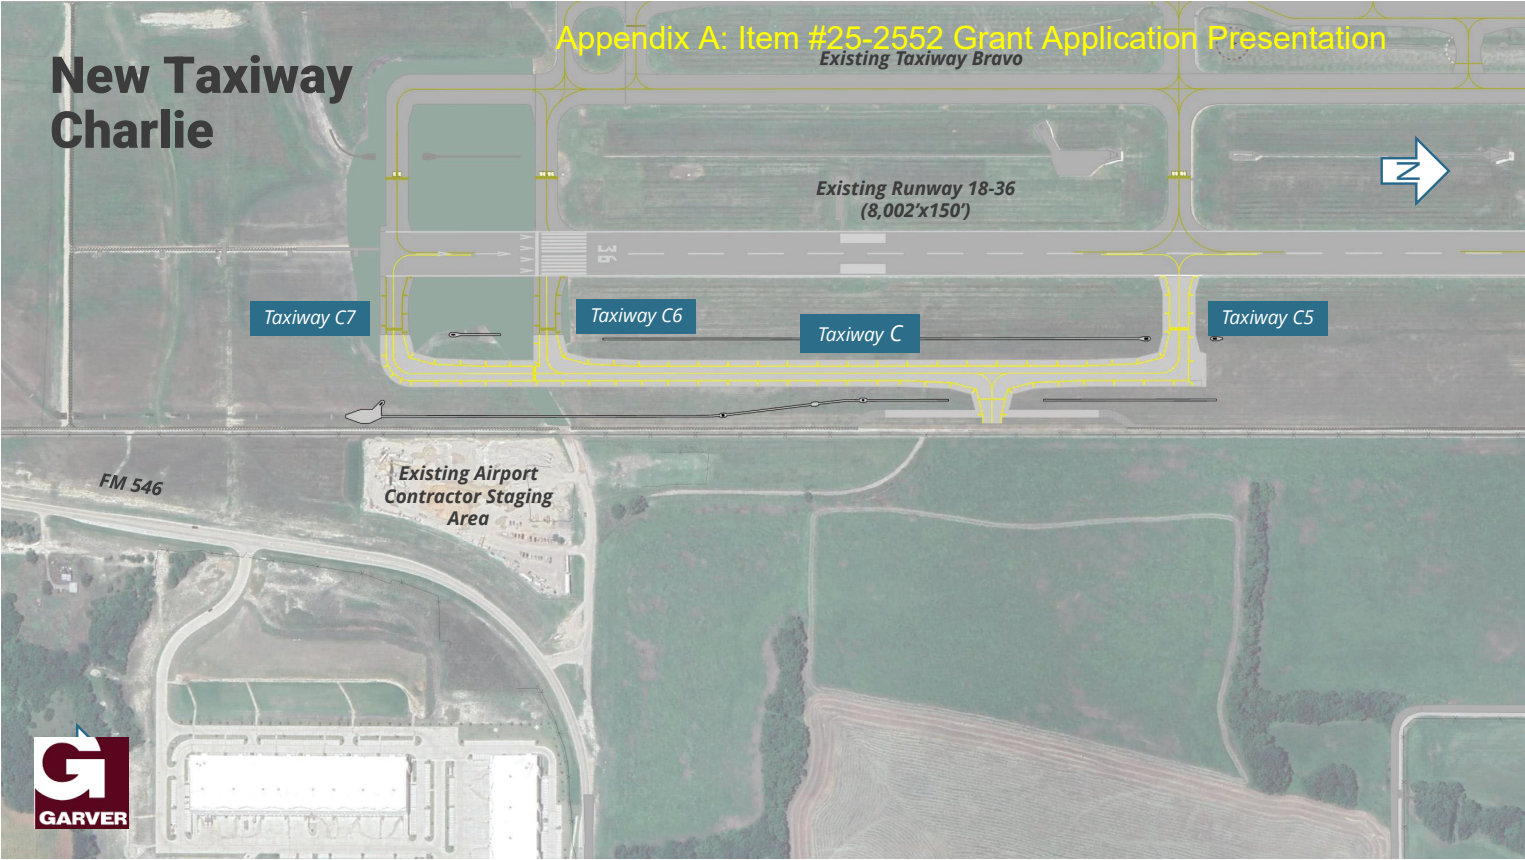 Appendix A: Item #25-2552 Grant Application Presentation
New Taxiway
Charlie
Existing Taxiway Bravo
N
Existing Runway 18-36
(8,002’x150’)
36
Taxiway C7
Taxiway C6
Taxiway C
Taxiway C5
FM 546
Existing Airport
Contractor Staging
Area
G
GARVER